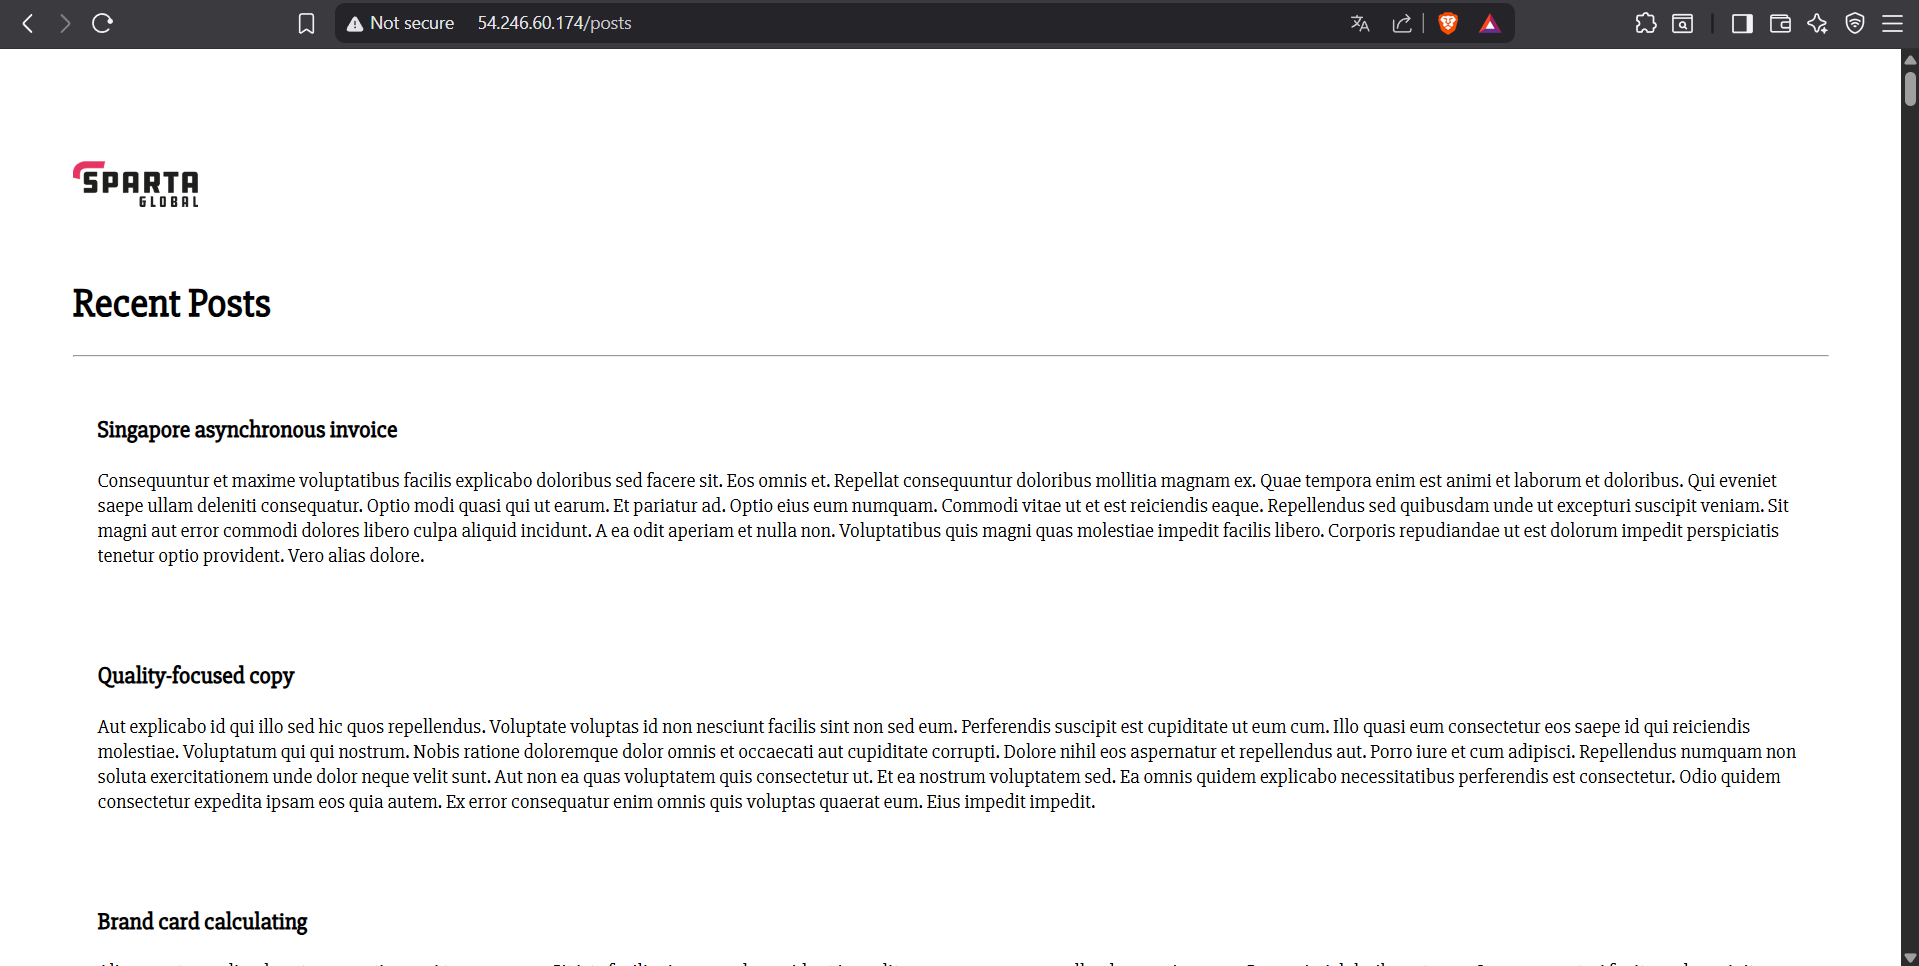 Not secure 54.246.60.174/posts
SPARTA
GLOBAL
Recent Posts
Singapore asynchronous invoice
Consequuntur et maxime voluptatibus facilis explicabo doloribus sed facere sit. Eos omnis et. Repellat consequuntur doloribus mollitia magnam ex. Quae tempora enim est animi et laborum et doloribus. Qui eveniet
saepe ullam deleniti consequatur. Optio modi quasi qui ut earum. Et pariatur ad. Optio eius eum numquam. Commodi vitae ut et est reiciendis eaque. Repellendus sed quibusdam unde ut excepturi suscipit veniam. Sit
magni aut error commodi dolores libero culpa aliquid incidunt. A ea odit aperiam et nulla non. Voluptatibus quis magni quas molestiae impedit facilis libero. Corporis repudiandae ut est dolorum impedit perspiciatis
tenetur optio provident. Vero alias dolore.
Quality-focused copy
Aut explicabo id qui illo sed hic quos repellendus. Voluptate voluptas id non nesciunt facilis sint non sed eum. Perferendis suscipit est cupiditate ut eum cum. Illo quasi eum consectetur eos saepe id qui reiciendis
molestiae. Voluptatum qui qui nostrum. Nobis ratione doloremque dolor omnis et occaecati aut cupiditate corrupti. Dolore nihil eos aspernatur et repellendus aut. Porro iure et cum adipisci. Repellendus numquam non
soluta exercitationem unde dolor neque velit sunt. Aut non ea quas voluptatem quis consectetur ut. Et ea nostrum voluptatem sed. Ea omnis quidem explicabo necessitatibus perferendis est consectetur. Odio quidem
consectetur expedita ipsam eos quia autem. Ex error consequatur enim omnis quis voluptas quaerat eum. Eius impedit impedit.
Brand card calculating